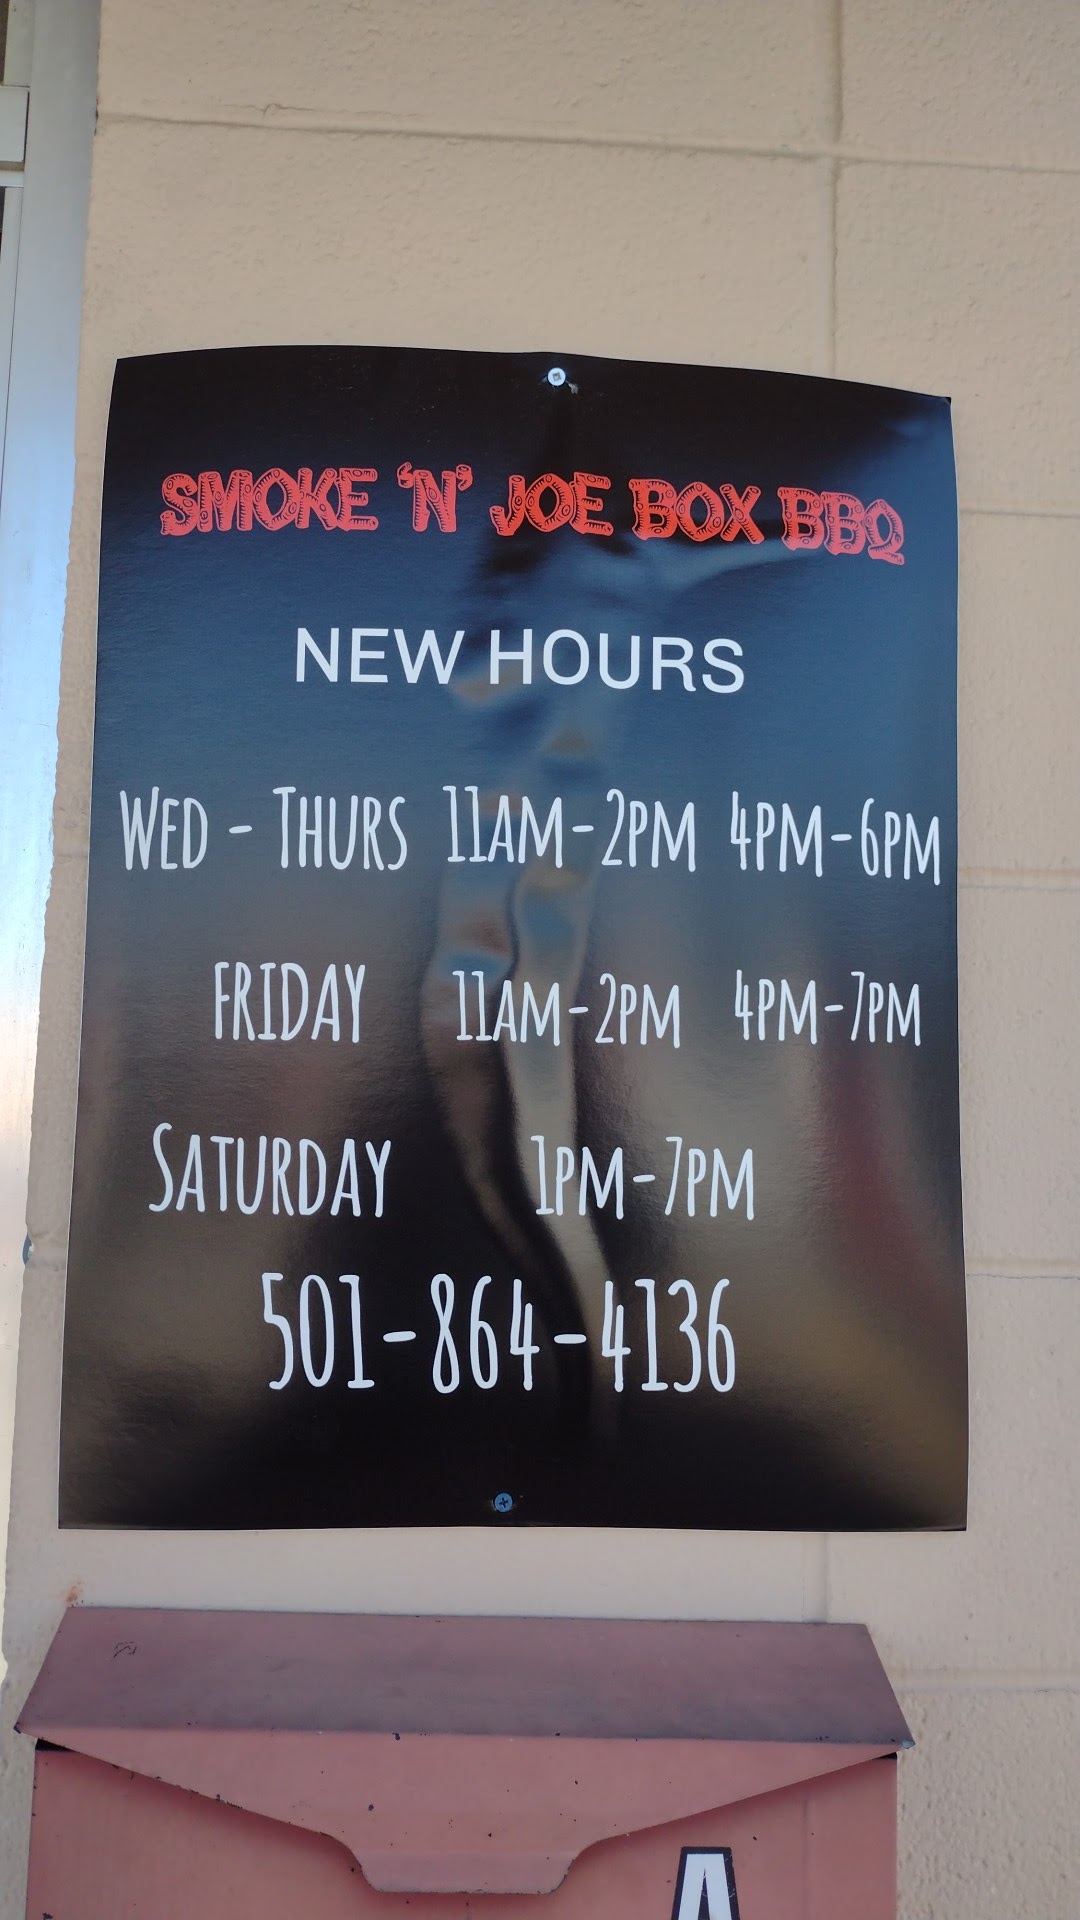 SMOKE 'N' JOE BOX BBQ
NEW HOURS
WED - THURS 11AM-2PM 4PM-6PM
FRIDAY 11AM-2PM 4PM-7PM
SATURDAY 1PM-7PM
501-864-4136
A